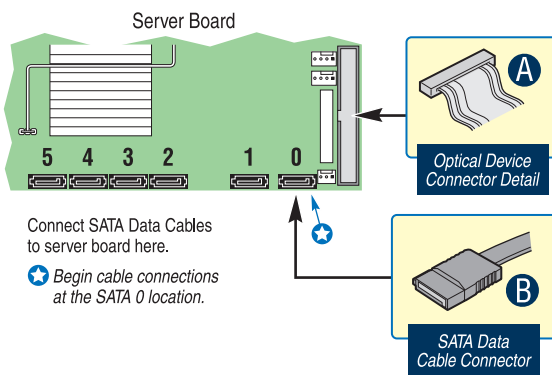 Server Board
A
Optical Device
Connector Detail
5 4 3 2 1 0
Connect SATA Data Cables
to server board here.
Begin cable connections
at the SATA 0 location.
B
SATA Data
Cable Connector